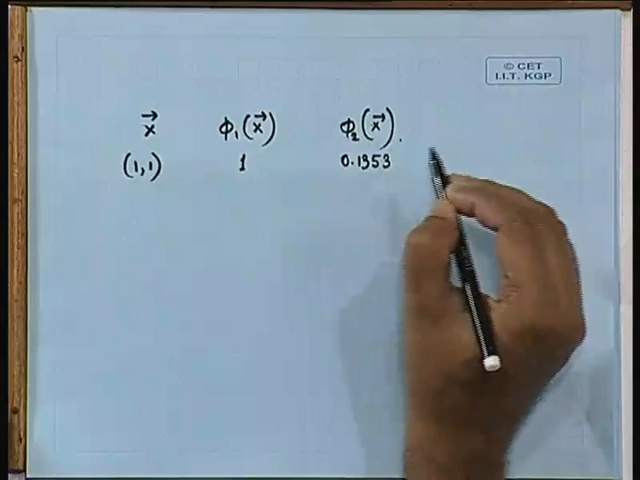 © CET
I.I.T. KGP
x⃗ φ₁(x⃗) φ₂(x⃗).
(1,1) 1 0.1353